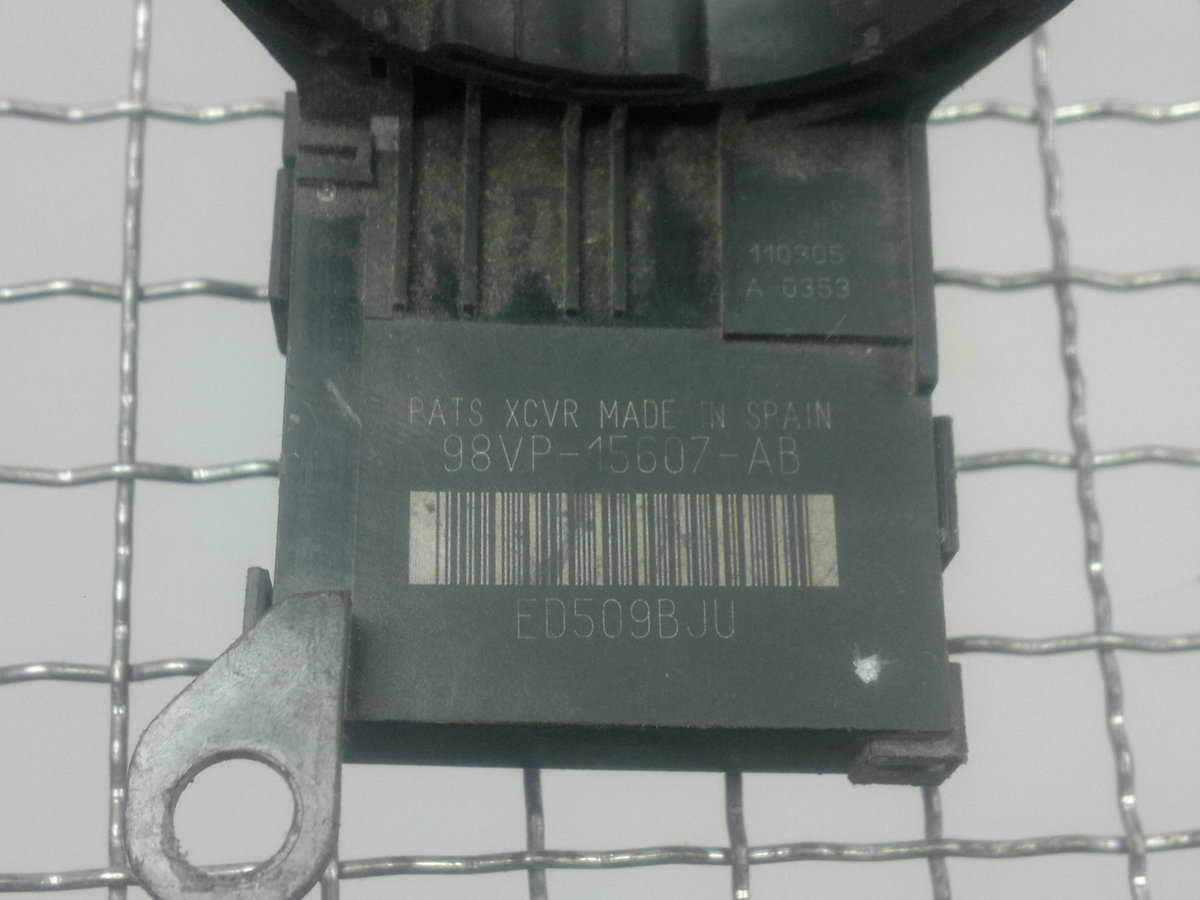 110305
A 0353
PATS XCVR MADE IN SPAIN
98VP-15607-AB
ED509BJU